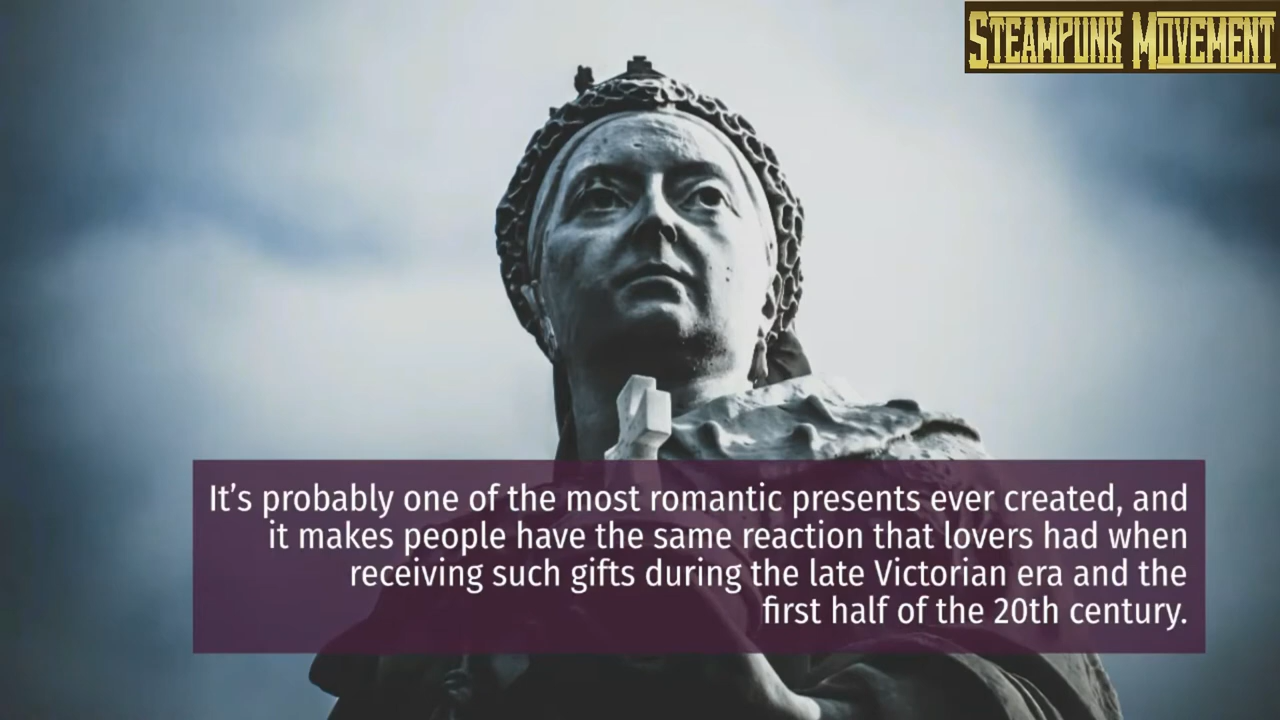 STEAMPUNK MOVEMENT
It’s probably one of the most romantic presents ever created, and
it makes people have the same reaction that lovers had when
receiving such gifts during the late Victorian era and the
first half of the 20th century.